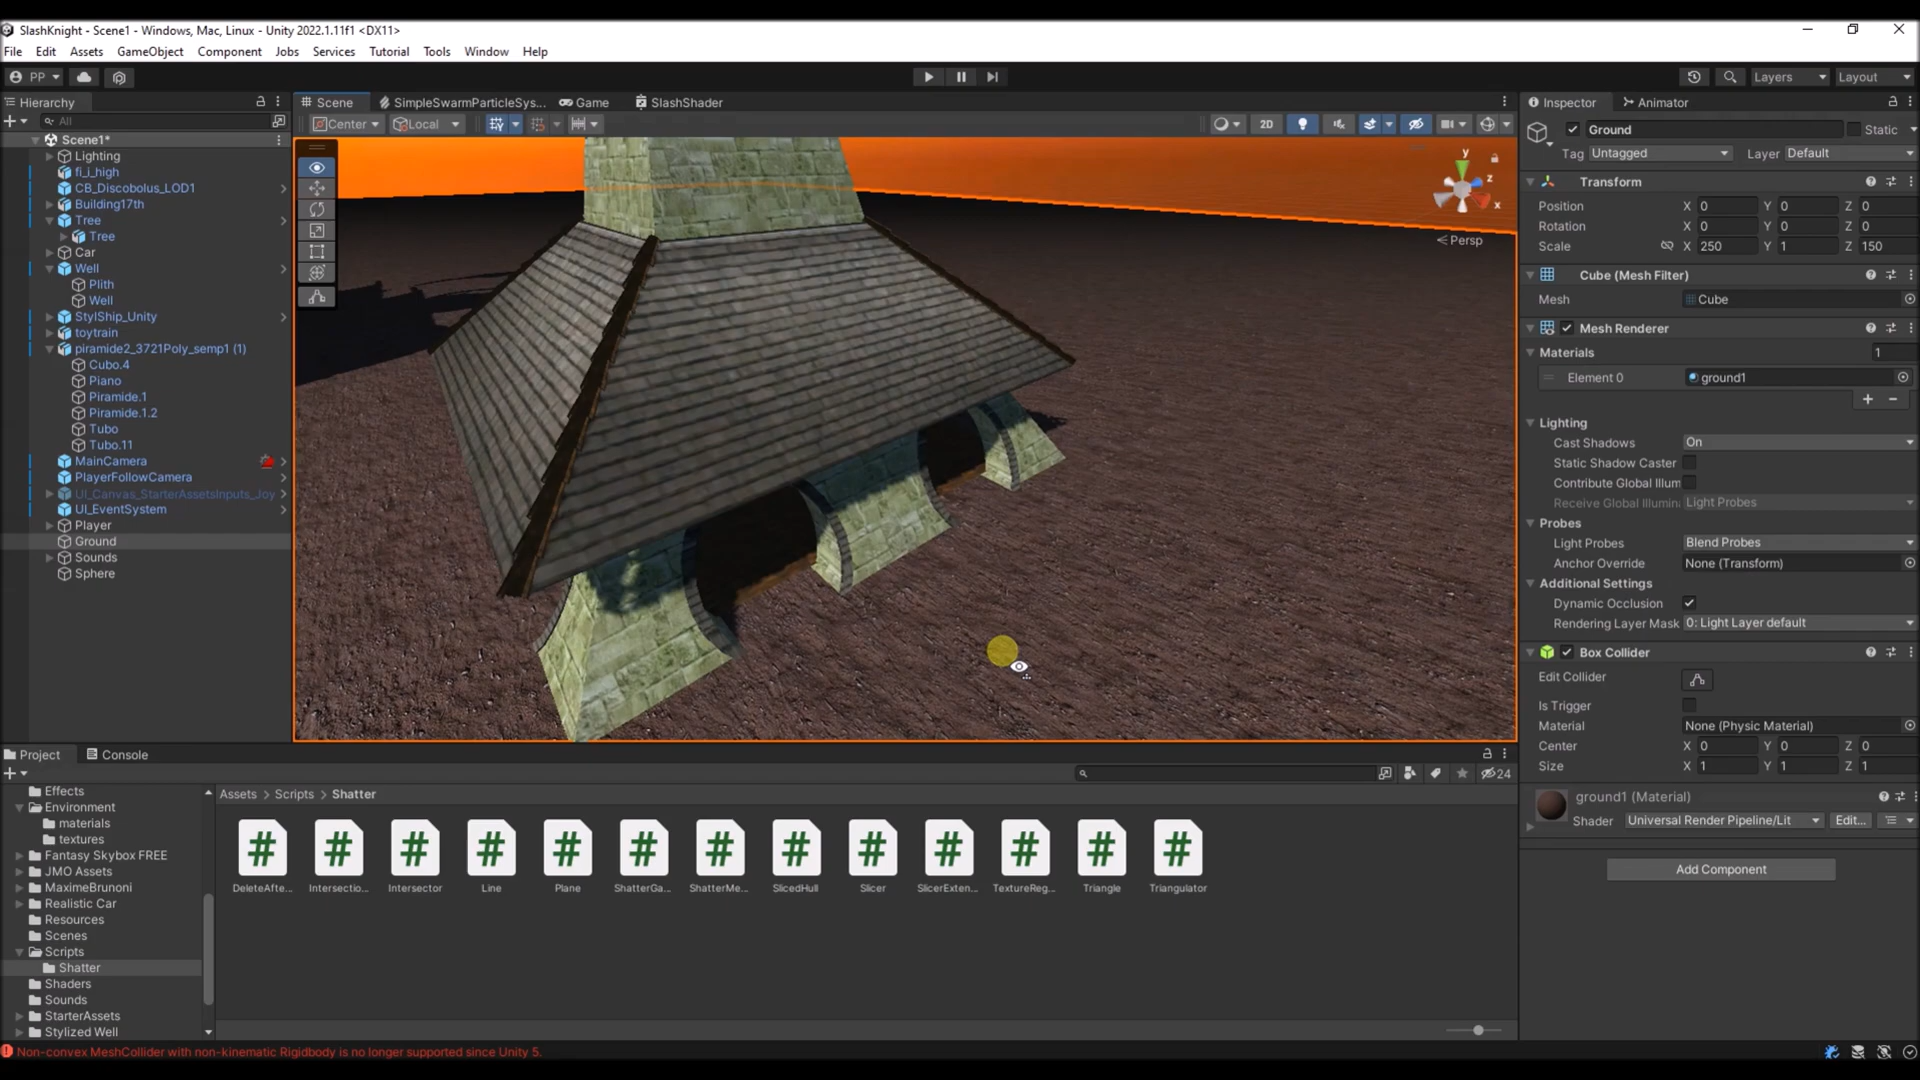 SlashKnight - Scene1 - Windows, Mac, Linux - Unity 2022.1.11f1 <DX11>
File Edit Assets GameObject Component Jobs Services Tutorial Tools Window Help
PP Layers Layout
Hierarchy
All
Scene1*
Lighting
fi_i_high
CB_Discobolus_LOD1
Building17th
Tree
Tree
Car
Well
Plith
Well
StylShip_Unity
toytrain
piramide2_3721Poly_semp1 (1)
Cubo.4
Piano
Piramide.1
Piramide.1.2
Tubo
Tubo.11
MainCamera
PlayerFollowCamera
UI_Canvas_StarterAssetsInputs_Joy
UI_EventSystem
Player
Ground
Sounds
Sphere
Scene SimpleSwarmParticleSys... Game SlashShader
Center Local 2D
y
z
x
Persp
Inspector Animator
Ground Static
Tag Untagged Layer Default
Transform
Position X 0 Y 0 Z 0
Rotation X 0 Y 0 Z 0
Scale X 250 Y 1 Z 150
Cube (Mesh Filter)
Mesh Cube
Mesh Renderer
Materials 1
Element 0 ground1
Lighting
Cast Shadows On
Static Shadow Caster
Contribute Global Illum
Receive Global Illumin Light Probes
Probes
Light Probes Blend Probes
Anchor Override None (Transform)
Additional Settings
Dynamic Occlusion
Rendering Layer Mask 0: Light Layer default
Box Collider
Edit Collider
Is Trigger
Material None (Physic Material)
Center X 0 Y 0 Z 0
Size X 1 Y 1 Z 1
ground1 (Material)
Shader Universal Render Pipeline/Lit Edit...
Add Component
Project Console
24
Effects
Environment
materials
textures
Fantasy Skybox FREE
JMO Assets
MaximeBrunoni
Realistic Car
Resources
Scenes
Scripts
Shatter
Shaders
Sounds
StarterAssets
Stylized Well
Assets > Scripts > Shatter
DeleteAfte... Intersectio... Intersector Line Plane ShatterGa... ShatterMe... SlicedHull Slicer SlicerExten... TextureReg... Triangle Triangulator
Non-convex MeshCollider with non-kinematic Rigidbody is no longer supported since Unity 5.